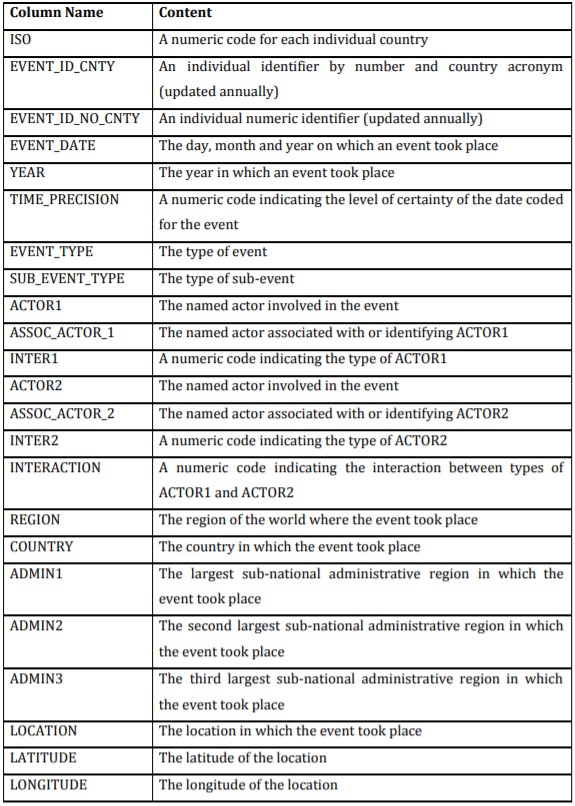 Column Name Content
ISO A numeric code for each individual country
EVENT_ID_CNTY An individual identifier by number and country acronym
(updated annually)
EVENT_ID_NO_CNTY An individual numeric identifier (updated annually)
EVENT_DATE The day, month and year on which an event took place
YEAR The year in which an event took place
TIME_PRECISION A numeric code indicating the level of certainty of the date coded
for the event
EVENT_TYPE The type of event
SUB_EVENT_TYPE The type of sub-event
ACTOR1 The named actor involved in the event
ASSOC_ACTOR_1 The named actor associated with or identifying ACTOR1
INTER1 A numeric code indicating the type of ACTOR1
ACTOR2 The named actor involved in the event
ASSOC_ACTOR_2 The named actor associated with or identifying ACTOR2
INTER2 A numeric code indicating the type of ACTOR2
INTERACTION A numeric code indicating the interaction between types of
ACTOR1 and ACTOR2
REGION The region of the world where the event took place
COUNTRY The country in which the event took place
ADMIN1 The largest sub-national administrative region in which the
event took place
ADMIN2 The second largest sub-national administrative region in which
the event took place
ADMIN3 The third largest sub-national administrative region in which
the event took place
LOCATION The location in which the event took place
LATITUDE The latitude of the location
LONGITUDE The longitude of the location